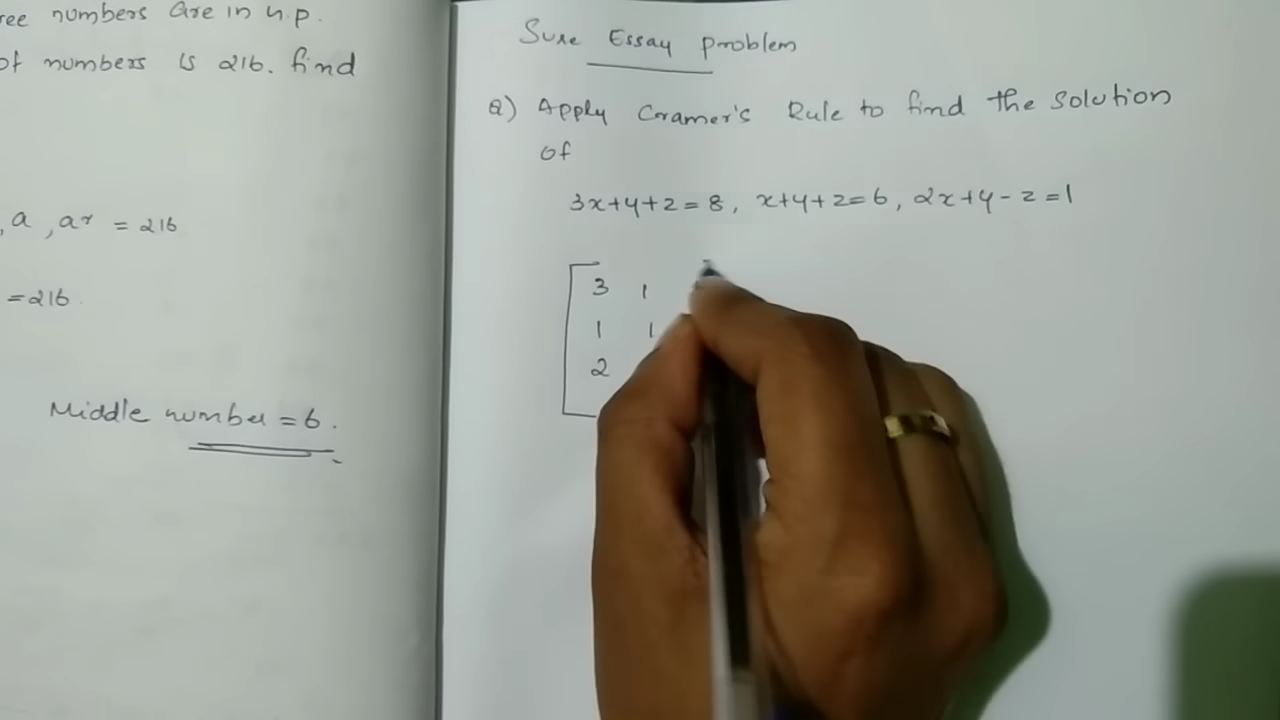 ree numbers are in G.P.
of numbers is 216. find
, a , ar = 216
= 216.
Middle number = 6.
Sure Essay problem
Q) Apply Cramer's Rule to find the solution
of
3x+y+z=8, x+y+z=6, 2x+y-z=1
3 1
1 1
2